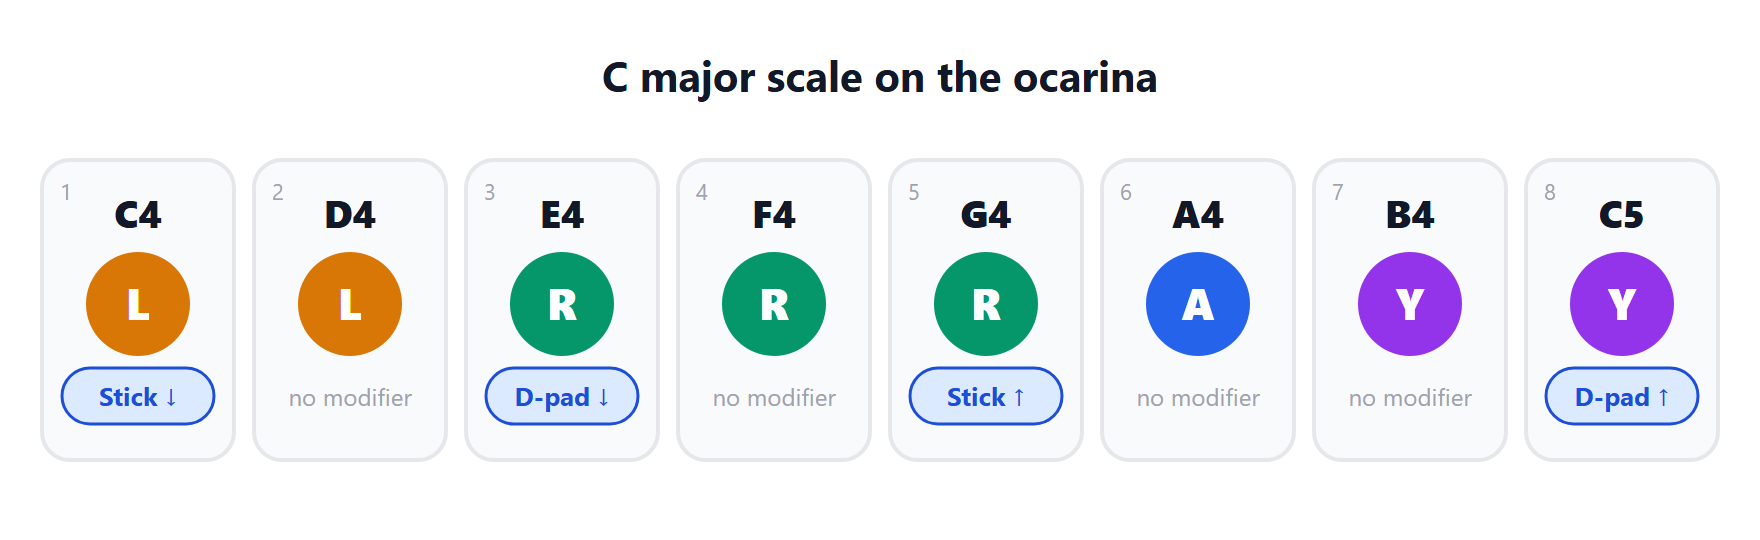 C major scale on the ocarina
1
C4
L
Stick ↓
2
D4
L
no modifier
3
E4
R
D-pad ↓
4
F4
R
no modifier
5
G4
R
Stick ↑
6
A4
A
no modifier
7
B4
Y
no modifier
8
C5
Y
D-pad ↑